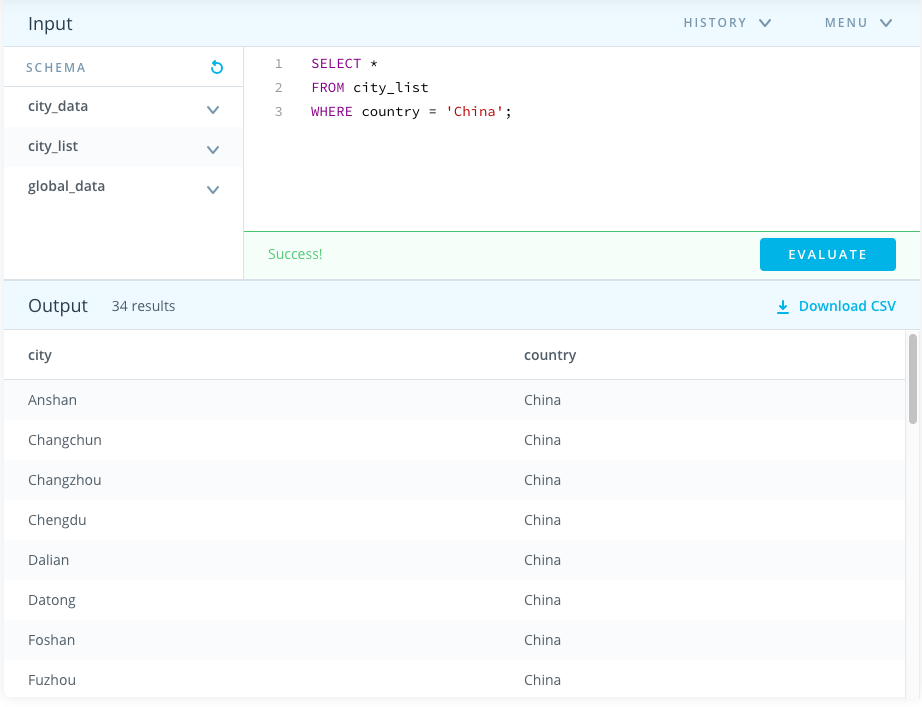 Input HISTORY MENU
SCHEMA
city_data
city_list
global_data
1 SELECT *
2 FROM city_list
3 WHERE country = 'China';
Success! EVALUATE
Output 34 results Download CSV
city country
Anshan China
Changchun China
Changzhou China
Chengdu China
Dalian China
Datong China
Foshan China
Fuzhou China